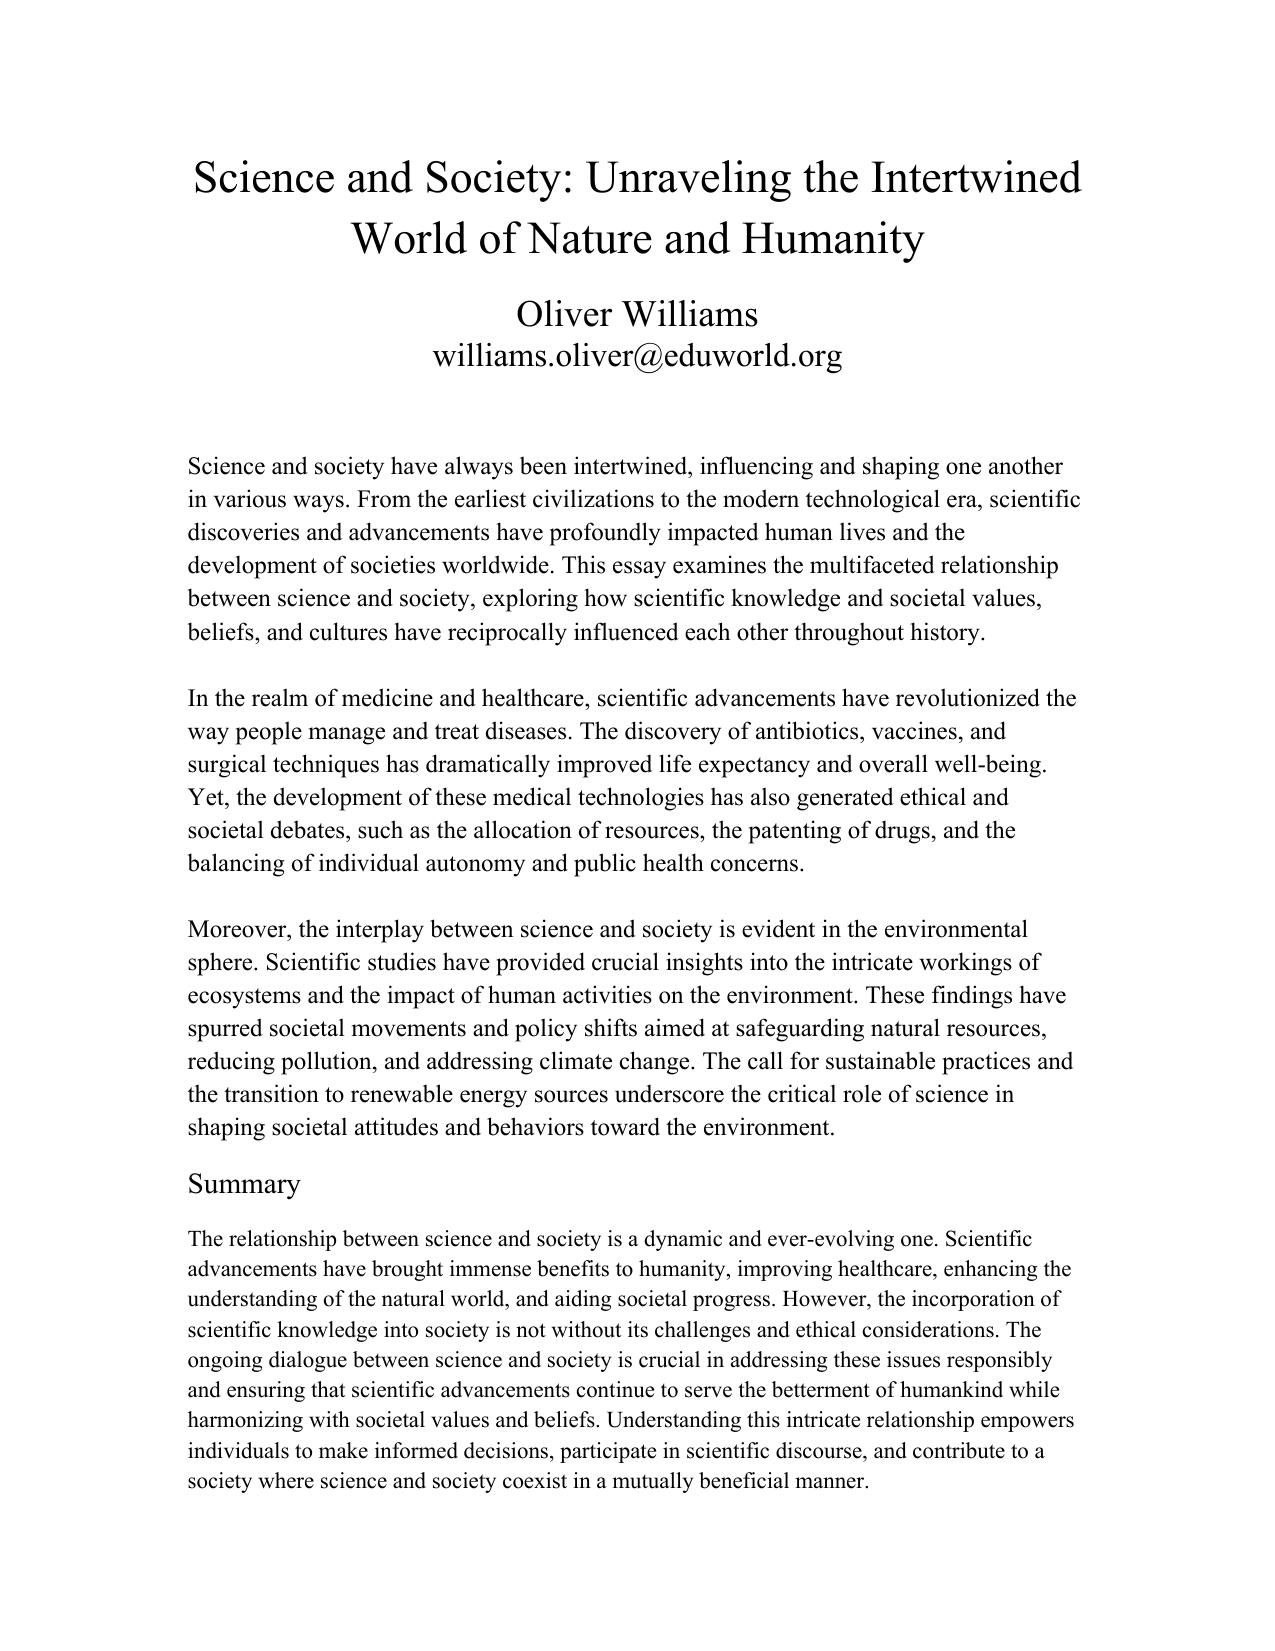 Science and Society: Unraveling the Intertwined
World of Nature and Humanity
Oliver Williams
williams.oliver@eduworld.org
Science and society have always been intertwined, influencing and shaping one another
in various ways. From the earliest civilizations to the modern technological era, scientific
discoveries and advancements have profoundly impacted human lives and the
development of societies worldwide. This essay examines the multifaceted relationship
between science and society, exploring how scientific knowledge and societal values,
beliefs, and cultures have reciprocally influenced each other throughout history.
In the realm of medicine and healthcare, scientific advancements have revolutionized the
way people manage and treat diseases. The discovery of antibiotics, vaccines, and
surgical techniques has dramatically improved life expectancy and overall well-being.
Yet, the development of these medical technologies has also generated ethical and
societal debates, such as the allocation of resources, the patenting of drugs, and the
balancing of individual autonomy and public health concerns.
Moreover, the interplay between science and society is evident in the environmental
sphere. Scientific studies have provided crucial insights into the intricate workings of
ecosystems and the impact of human activities on the environment. These findings have
spurred societal movements and policy shifts aimed at safeguarding natural resources,
reducing pollution, and addressing climate change. The call for sustainable practices and
the transition to renewable energy sources underscore the critical role of science in
shaping societal attitudes and behaviors toward the environment.
Summary
The relationship between science and society is a dynamic and ever-evolving one. Scientific
advancements have brought immense benefits to humanity, improving healthcare, enhancing the
understanding of the natural world, and aiding societal progress. However, the incorporation of
scientific knowledge into society is not without its challenges and ethical considerations. The
ongoing dialogue between science and society is crucial in addressing these issues responsibly
and ensuring that scientific advancements continue to serve the betterment of humankind while
harmonizing with societal values and beliefs. Understanding this intricate relationship empowers
individuals to make informed decisions, participate in scientific discourse, and contribute to a
society where science and society coexist in a mutually beneficial manner.